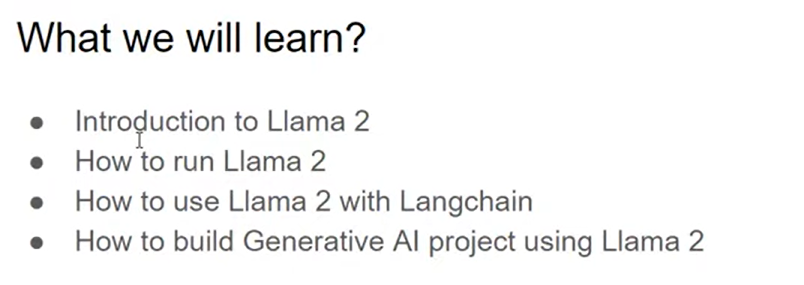 What we will learn?
● Introduction to Llama 2
● How to run Llama 2
● How to use Llama 2 with Langchain
● How to build Generative AI project using Llama 2